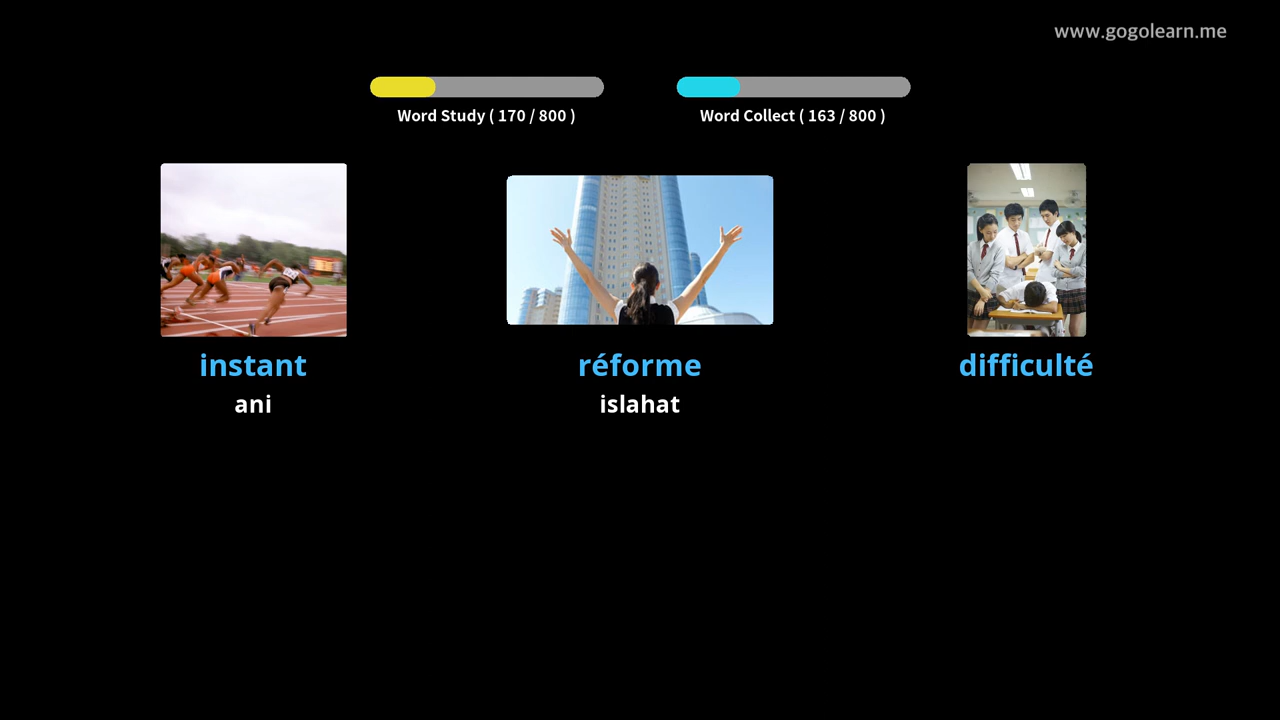 www.gogolearn.me
Word Study ( 170 / 800 )
Word Collect ( 163 / 800 )
instant
réforme
difficulté
ani
islahat